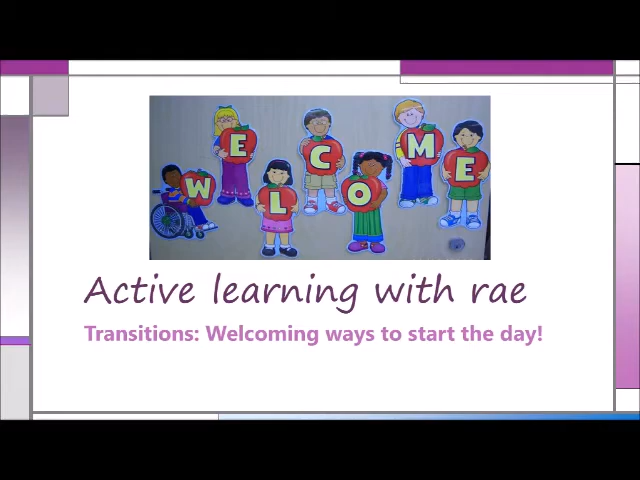 WELCOME
Active learning with rae
Transitions: Welcoming ways to start the day!